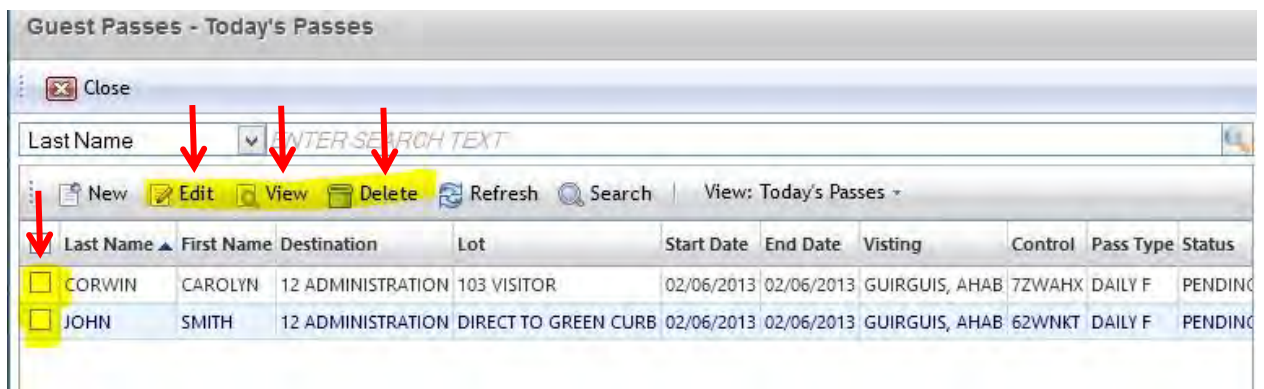 Guest Passes - Today's Passes
Close
Last Name ENTER SEARCH TEXT
New Edit View Delete Refresh Search | View: Today's Passes
Last Name First Name Destination Lot Start Date End Date Visting Control Pass Type Status
CORWIN CAROLYN 12 ADMINISTRATION 103 VISITOR 02/06/2013 02/06/2013 GUIRGUIS, AHAB 7ZWAHX DAILY F PENDING
JOHN SMITH 12 ADMINISTRATION DIRECT TO GREEN CURB 02/06/2013 02/06/2013 GUIRGUIS, AHAB 62WNKT DAILY F PENDING